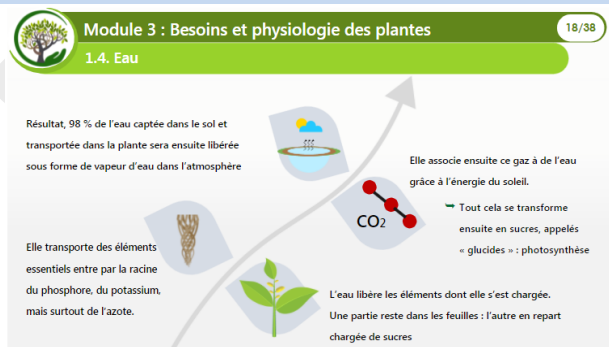 Module 3 : Besoins et physiologie des plantes
18/38
1.4. Eau
Résultat, 98 % de l'eau captée dans le sol et
transportée dans la plante sera ensuite libérée
sous forme de vapeur d'eau dans l'atmosphère
Elle associe ensuite ce gaz à de l'eau
grâce à l'énergie du soleil.
Tout cela se transforme
ensuite en sucres, appelés
« glucides » : photosynthèse
CO2
Elle transporte des éléments
essentiels entre par la racine
du phosphore, du potassium,
mais surtout de l'azote.
L'eau libère les éléments dont elle s'est chargée.
Une partie reste dans les feuilles : l'autre en repart
chargée de sucres